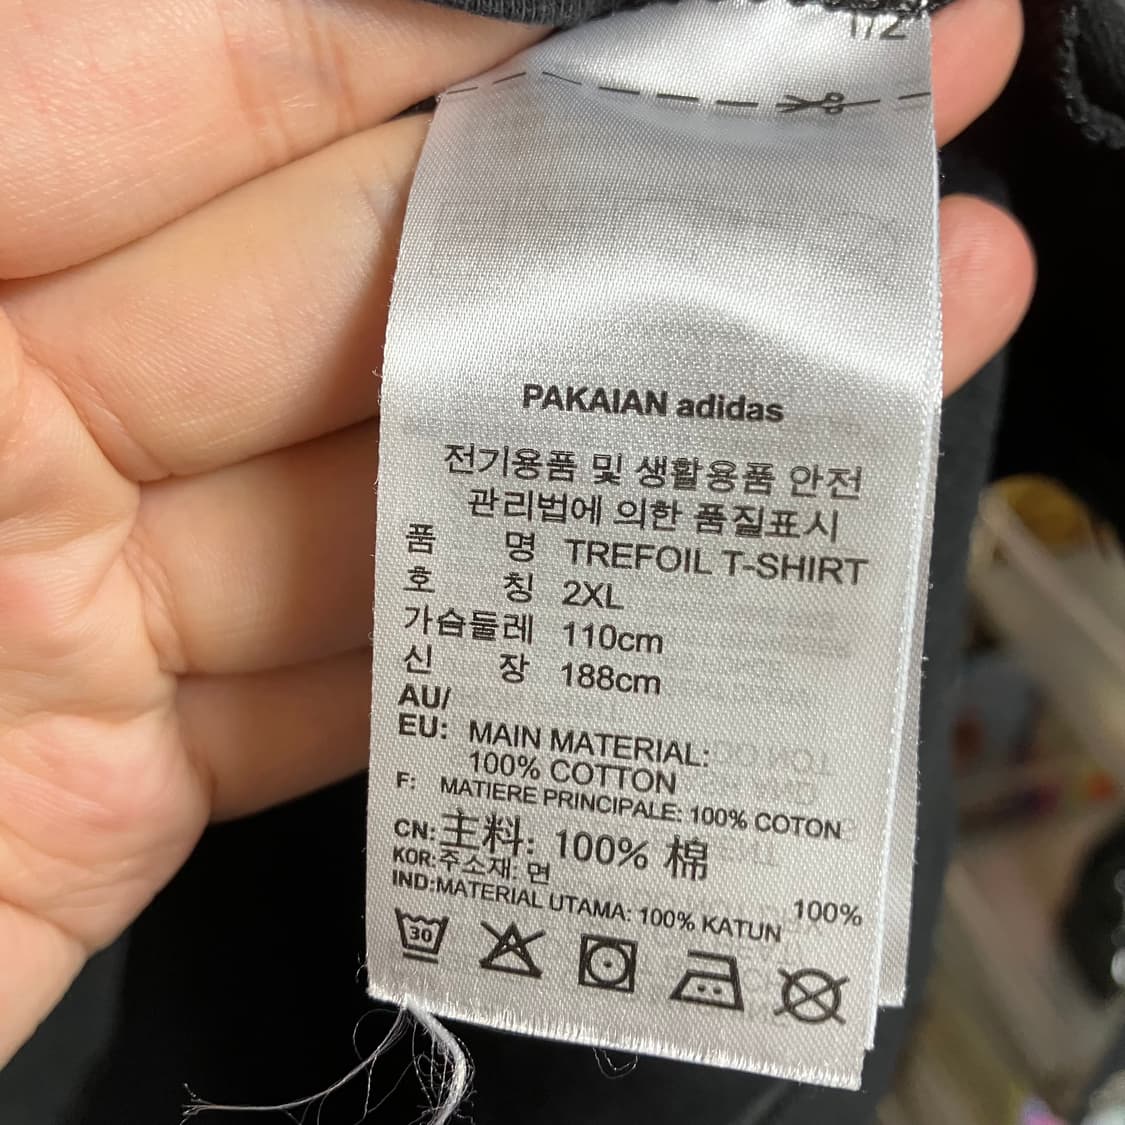 1/2
PAKAIAN adidas
전기용품 및 생활용품 안전
관리법에 의한 품질표시
품 명 TREFOIL T-SHIRT
호 칭 2XL
가슴둘레 110cm
신 장 188cm
AU/
EU: MAIN MATERIAL:
100% COTTON
F: MATIERE PRINCIPALE: 100% COTON
CN: 主料: 100% 棉
KOR: 주소재: 면 100%
IND:MATERIAL UTAMA: 100% KATUN
30